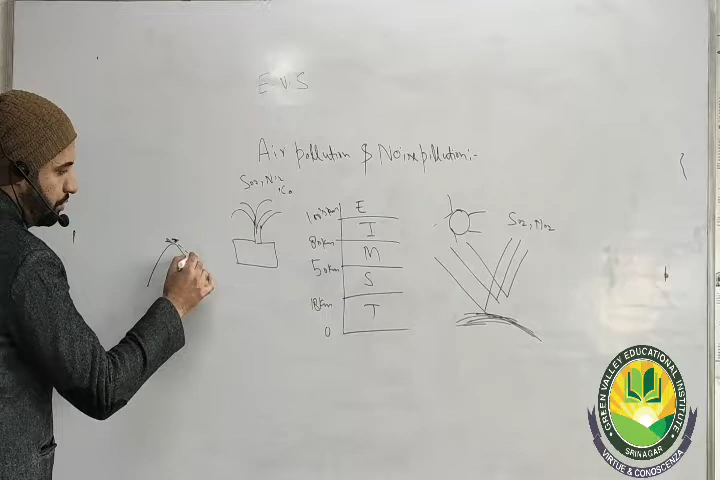 E.V.S
Air pollution & Noise pollution:-
So2, No2
Co
1000km E
I
80km
M
50km
S
18km
T
0
So2, No2
GREEN VALLEY EDUCATIONAL INSTITUTE
SRINAGAR
VIRTUE & CONOSCENZA